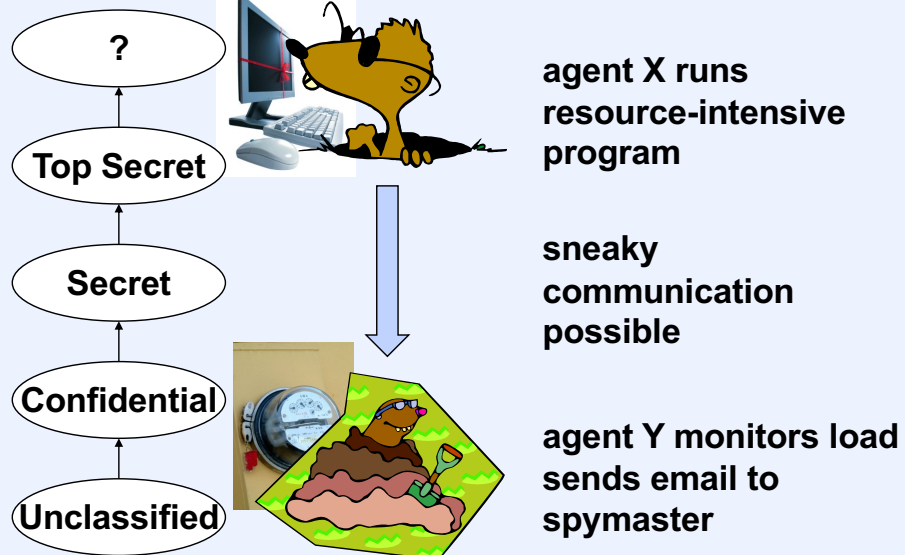 ?
Top Secret
Secret
Confidential
Unclassified
agent X runs
resource-intensive
program
sneaky
communication
possible
agent Y monitors load
sends email to
spymaster